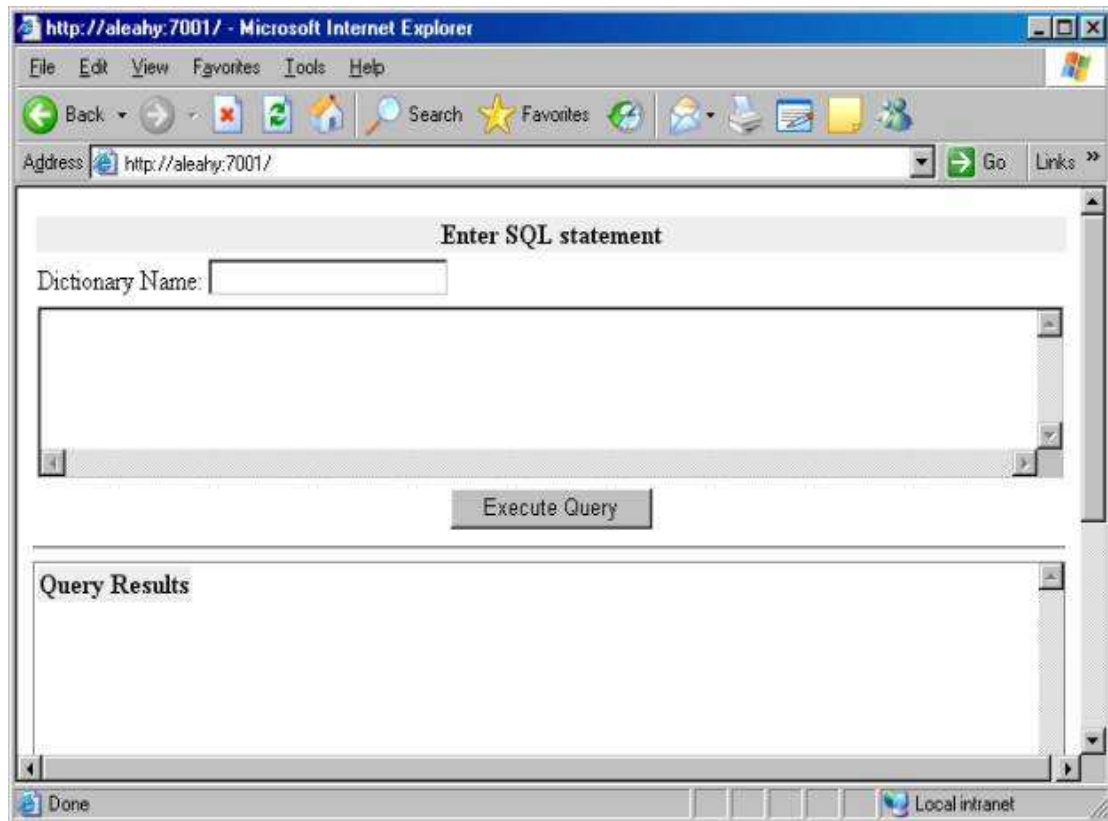 http://aleahy:7001/ - Microsoft Internet Explorer
File Edit View Favorites Tools Help
Back Search Favorites
Address http://aleahy:7001/ Go Links »
Enter SQL statement
Dictionary Name:
Execute Query
Query Results
Done Local intranet